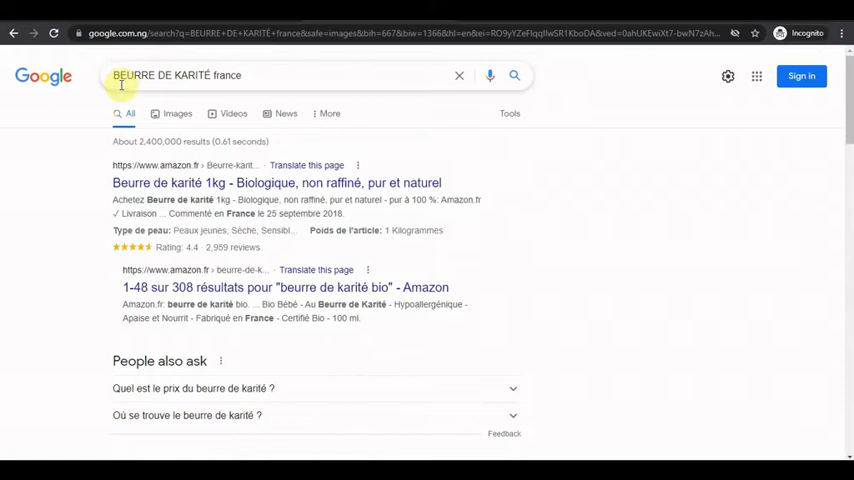 google.com.ng/search?q=BEURRE+DE+KARITÉ+france&safe=images&bih=667&biw=1366&hl=en&ei=
Incognito
Google
BEURRE DE KARITÉ france
Sign in
All
Images
Videos
News
More
Tools
About 2,400,000 results (0.61 seconds)
https://www.amazon.fr › Beurre-karit... · Translate this page
Beurre de karité 1kg - Biologique, non raffiné, pur et naturel
Achetez Beurre de karité 1kg - Biologique, non raffiné, pur et naturel - pur à 100 %: Amazon.fr
✓ Livraison ... Commenté en France le 25 septembre 2018.
Type de peau: Peaux jeunes, Sèche, Sensibl... Poids de l'article: 1 Kilogrammes
Rating: 4.4 · 2,959 reviews
https://www.amazon.fr › beurre-de-k... · Translate this page
1-48 sur 308 résultats pour "beurre de karité bio" - Amazon
Amazon.fr: beurre de karité bio. ... Bio Bébé - Au Beurre de Karité - Hypoallergénique -
Apaise et Nourrit - Fabriqué en France - Certifié Bio - 100 ml.
People also ask
Quel est le prix du beurre de karité ?
Où se trouve le beurre de karité ?
Feedback